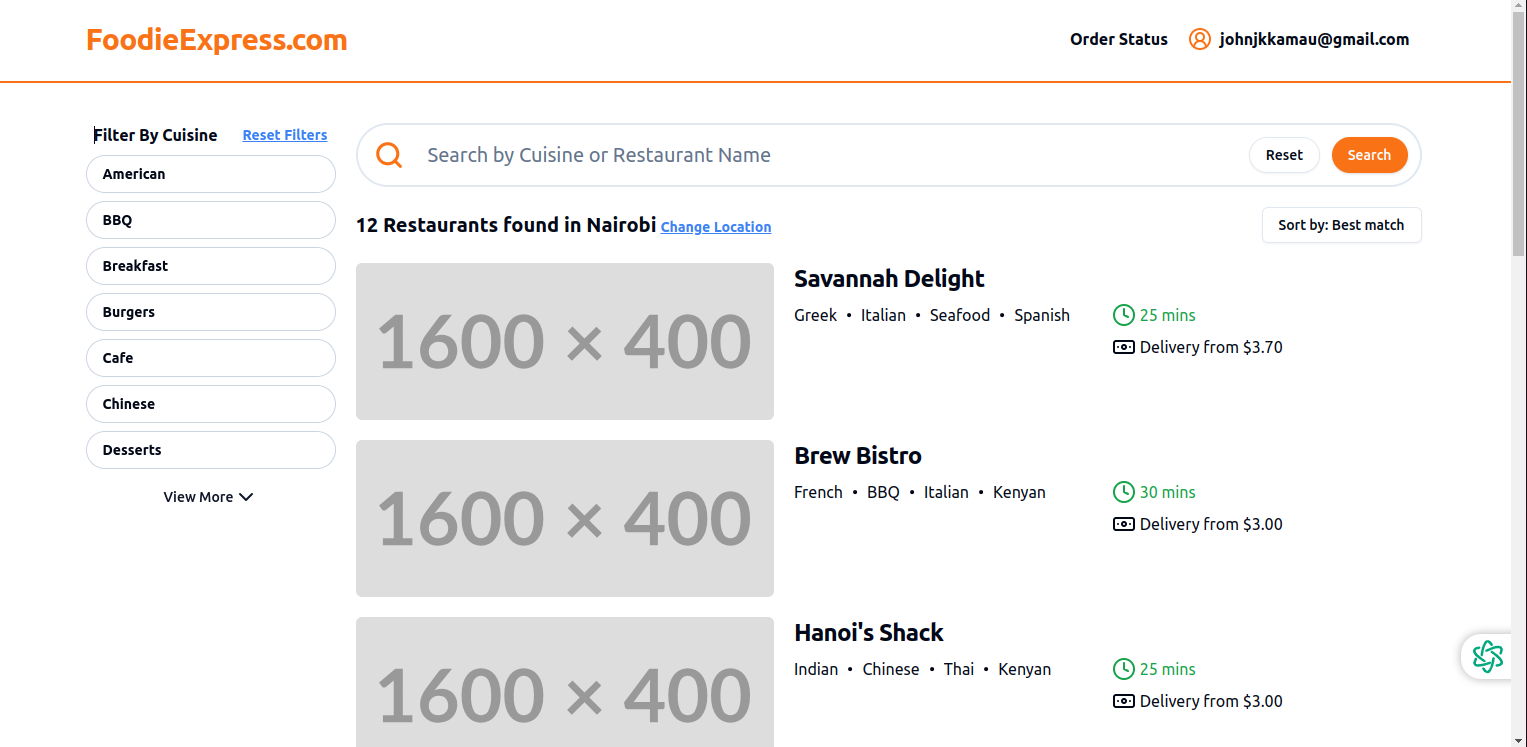 FoodieExpress.com
Order Status
johnjkkamau@gmail.com
Filter By Cuisine
Reset Filters
American
BBQ
Breakfast
Burgers
Cafe
Chinese
Desserts
View More
Search by Cuisine or Restaurant Name
Reset
Search
12 Restaurants found in Nairobi Change Location
Sort by: Best match
1600 × 400
Savannah Delight
Greek • Italian • Seafood • Spanish
25 mins
Delivery from $3.70
1600 × 400
Brew Bistro
French • BBQ • Italian • Kenyan
30 mins
Delivery from $3.00
1600 × 400
Hanoi's Shack
Indian • Chinese • Thai • Kenyan
25 mins
Delivery from $3.00